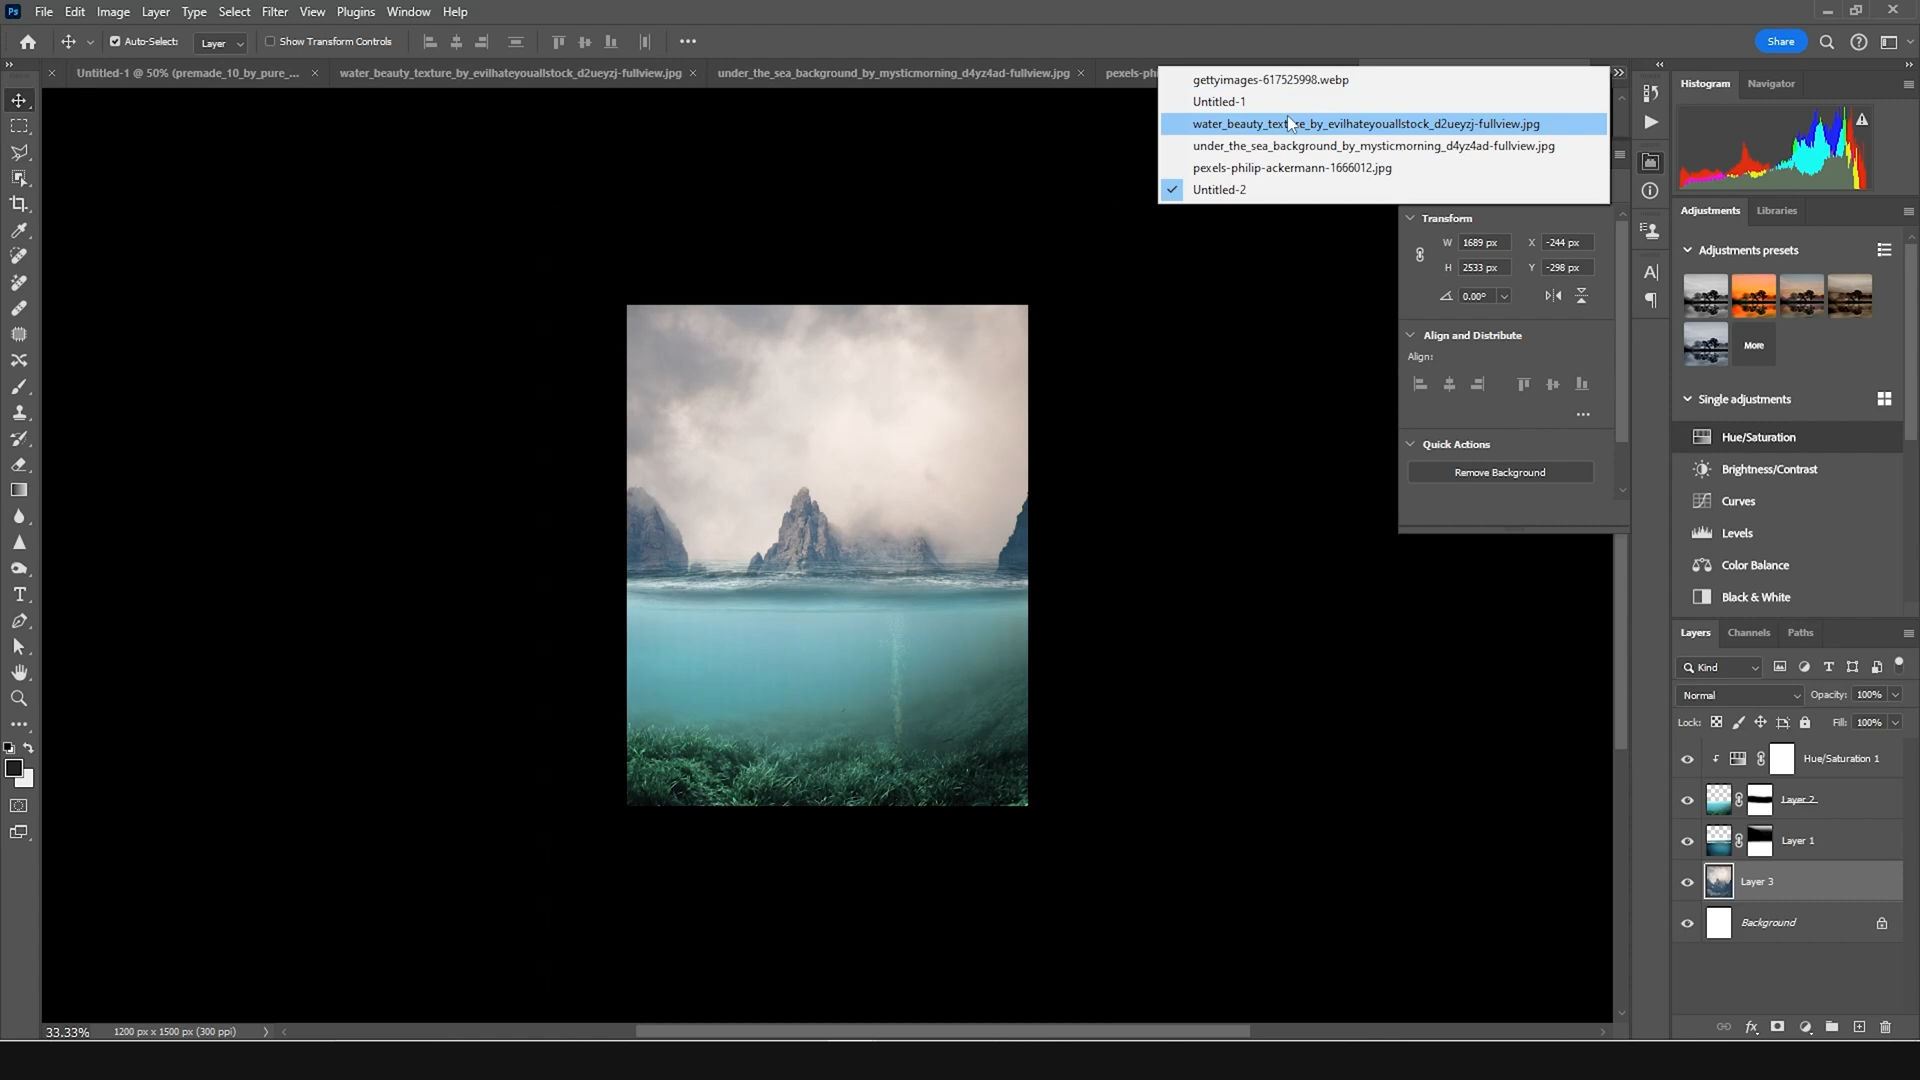 Ps File Edit Image Layer Type Select Filter View Plugins Window Help
Auto-Select: Layer Show Transform Controls Share
Untitled-1 @ 50% (premade_10_by_pure_... water_beauty_texture_by_evilhateyouallstock_d2ueyzj-fullview.jpg under_the_sea_background_by_mysticmorning_d4yz4ad-fullview.jpg pexels-phi
gettyimages-617525998.webp
Untitled-1
water_beauty_texture_by_evilhateyouallstock_d2ueyzj-fullview.jpg
under_the_sea_background_by_mysticmorning_d4yz4ad-fullview.jpg
pexels-philip-ackermann-1666012.jpg
Untitled-2
Transform
W 1689 px X -244 px
H 2533 px Y -298 px
0.00°
Align and Distribute
Align:
Quick Actions
Remove Background
Histogram Navigator
Adjustments Libraries
Adjustments presets
More
Single adjustments
Hue/Saturation
Brightness/Contrast
Curves
Levels
Color Balance
Black & White
Layers Channels Paths
Kind
Normal Opacity: 100%
Lock: Fill: 100%
Hue/Saturation 1
Layer 2
Layer 1
Layer 3
Background
33.33% 1200 px x 1500 px (300 ppi)